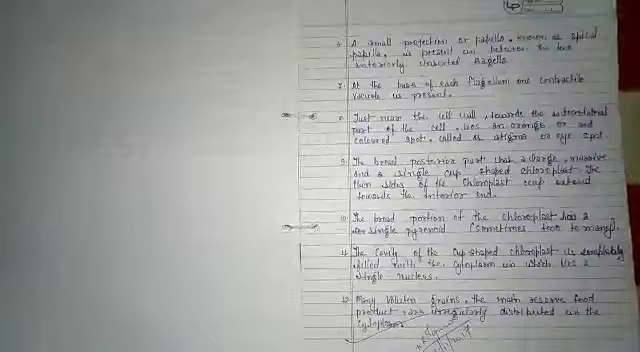 6. A small projection or papilla, known as apical
papilla, is present in between the two
anteriorly inserted flagella
7. At the base of each flagellum one contractile
vacuole is present.
8. Just near the cell wall, towards the
part of the cell, lies an orange or red
coloured spot, called as stigma or eye spot.
9. The broad posterior part has a large, massive
and a single cup shaped chloroplast. The
thin sides of the chloroplast cup extend
towards the anterior end.
10. The broad portion of the chloroplast has a
single pyrenoid (sometimes two to many).
11. The cavity of the cup shaped chloroplast is completely
filled with the cytoplasm in which lies a
single nucleus.
12. Many volutin grains, the main reserve food
product, are irregularly distributed in the
cytoplasm